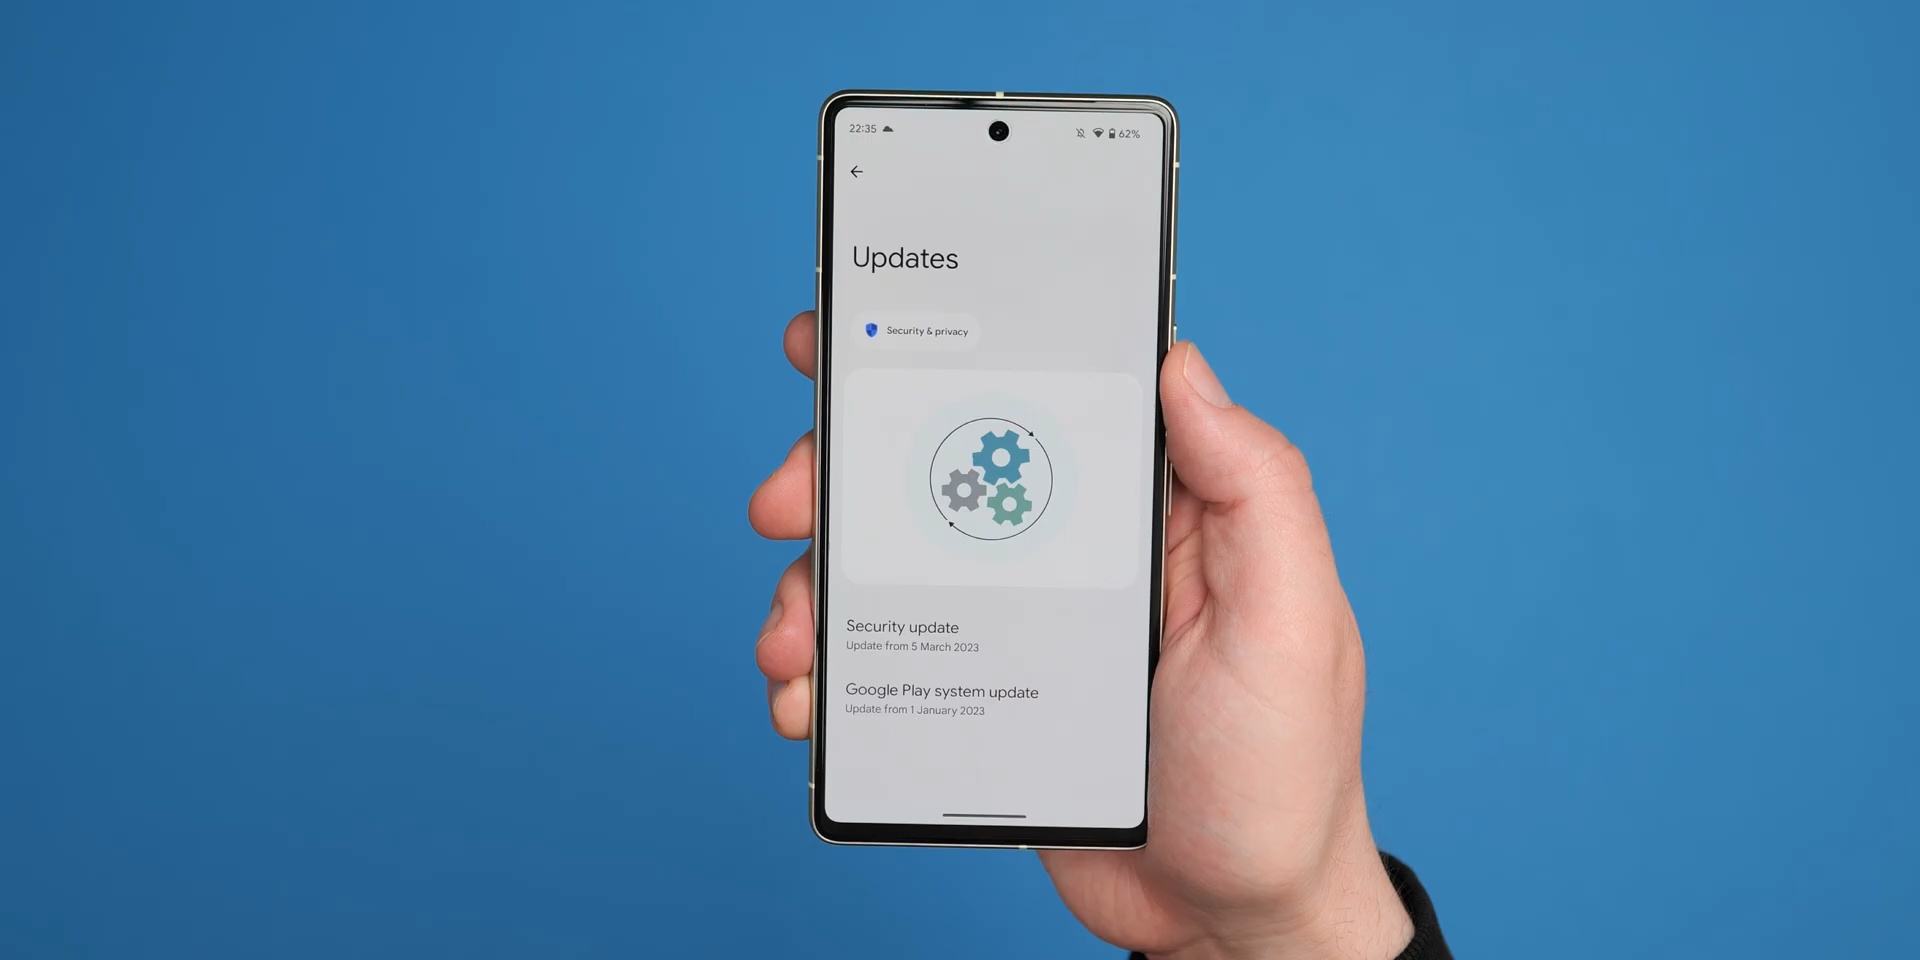 22:35
62%
Updates
Security & privacy
Security update
Update from 5 March 2023
Google Play system update
Update from 1 January 2023